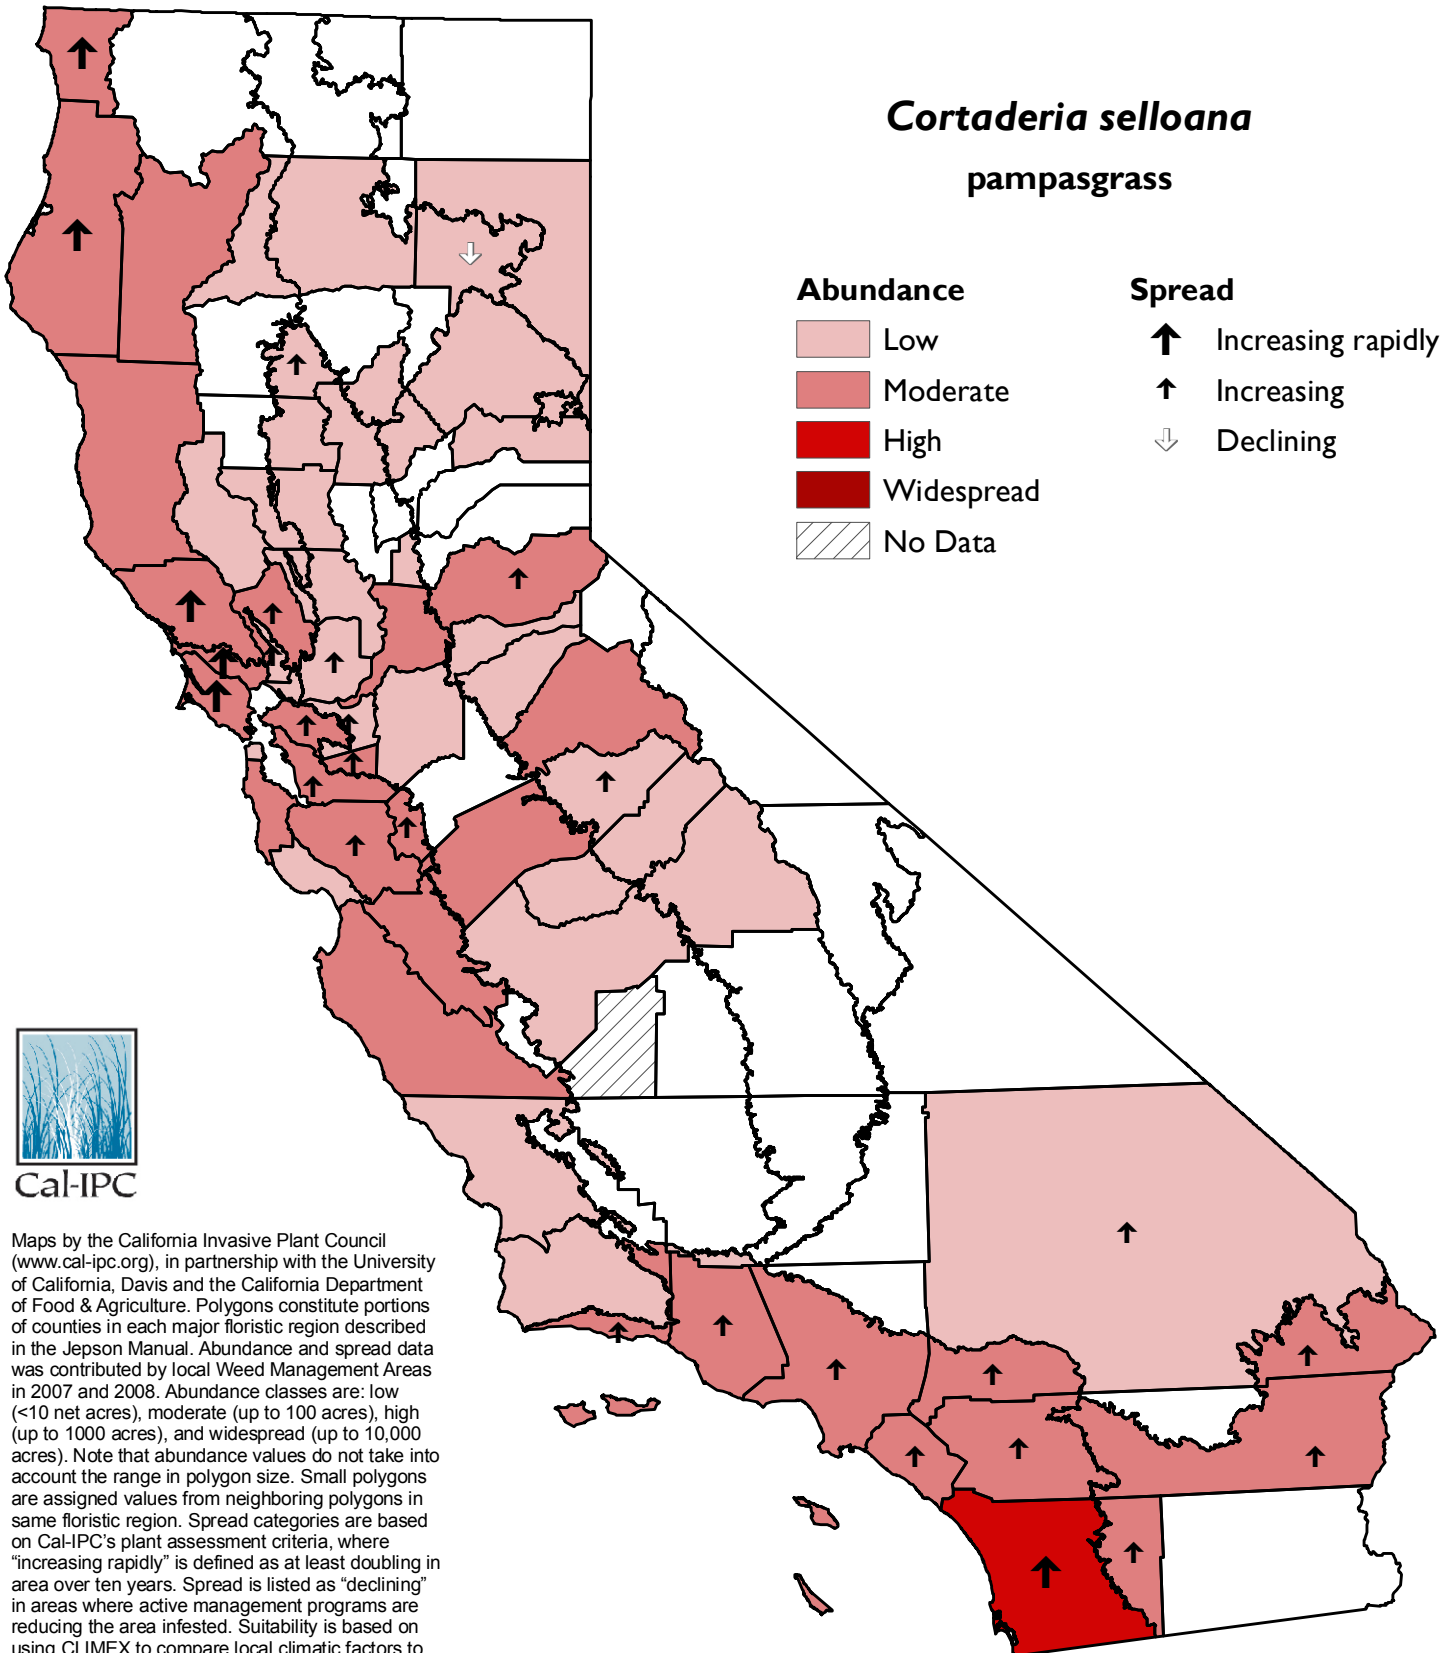 Cortaderia selloana
pampasgrass
Abundance
Low
Moderate
High
Widespread
No Data
Spread
Increasing rapidly
Increasing
Declining
Cal-IPC
Maps by the California Invasive Plant Council
(www.cal-ipc.org), in partnership with the University
of California, Davis and the California Department
of Food & Agriculture. Polygons constitute portions
of counties in each major floristic region described
in the Jepson Manual. Abundance and spread data
was contributed by local Weed Management Areas
in 2007 and 2008. Abundance classes are: low
(<10 net acres), moderate (up to 100 acres), high
(up to 1000 acres), and widespread (up to 10,000
acres). Note that abundance values do not take into
account the range in polygon size. Small polygons
are assigned values from neighboring polygons in
same floristic region. Spread categories are based
on Cal-IPC's plant assessment criteria, where
“increasing rapidly” is defined as at least doubling in
area over ten years. Spread is listed as “declining”
in areas where active management programs are
reducing the area infested. Suitability is based on
using CLIMEX to compare local climatic factors to